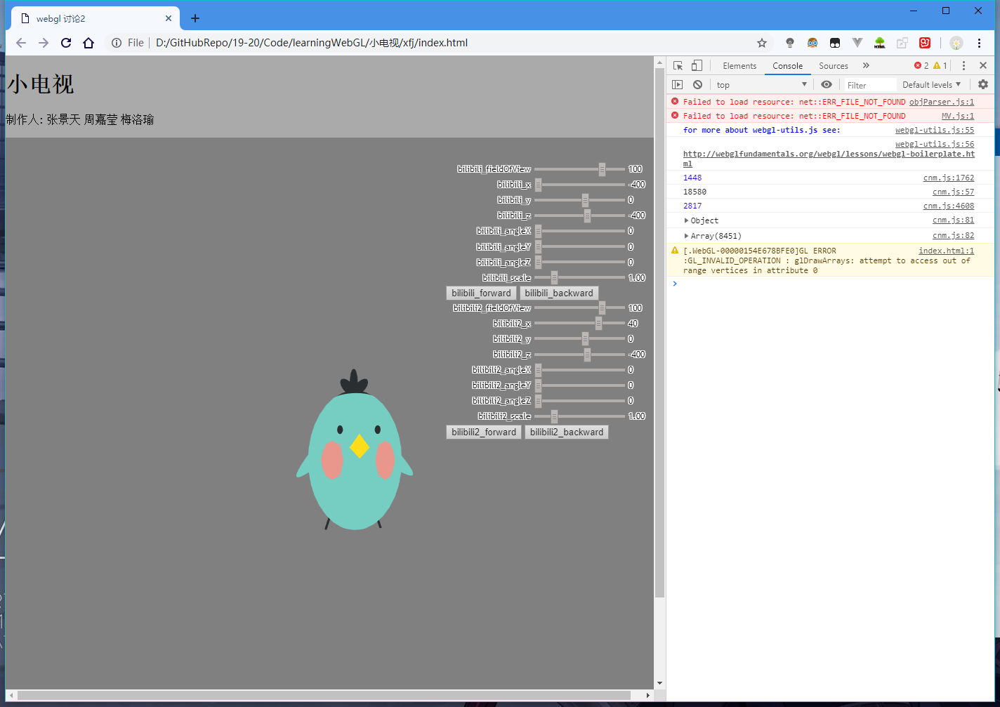 webgl 讨论2
File
D:/GitHubRepo/19-20/Code/learningWebGL/小电视/xfj/index.html
小电视
制作人: 张景天 周嘉莹 梅洛瑜
bilibili_fieldOfView 100
bilibili_x -400
bilibili_y 0
bilibili_z -400
bilibili_angleX 0
bilibili_angleY 0
bilibili_angleZ 0
bilibili_scale 1.00
bilibili_forward bilibili_backward
bilibili2_fieldOfView 100
bilibili2_x 40
bilibili2_y 0
bilibili2_z -400
bilibili2_angleX 0
bilibili2_angleY 0
bilibili2_angleZ 0
bilibili2_scale 1.00
bilibili2_forward bilibili2_backward
Elements Console Sources » 2 1
top Filter Default levels
Failed to load resource: net::ERR_FILE_NOT_FOUND objParser.js:1
Failed to load resource: net::ERR_FILE_NOT_FOUND MV.js:1
for more about webgl-utils.js see: webgl-utils.js:55
webgl-utils.js:56
http://webglfundamentals.org/webgl/lessons/webgl-boilerplate.ht
ml
1448 cnm.js:1762
18580 cnm.js:57
2817 cnm.js:4608
Object cnm.js:81
Array(8451) cnm.js:82
[.WebGL-00000154E678BFE0]GL ERROR index.html:1
:GL_INVALID_OPERATION : glDrawArrays: attempt to access out of
range vertices in attribute 0